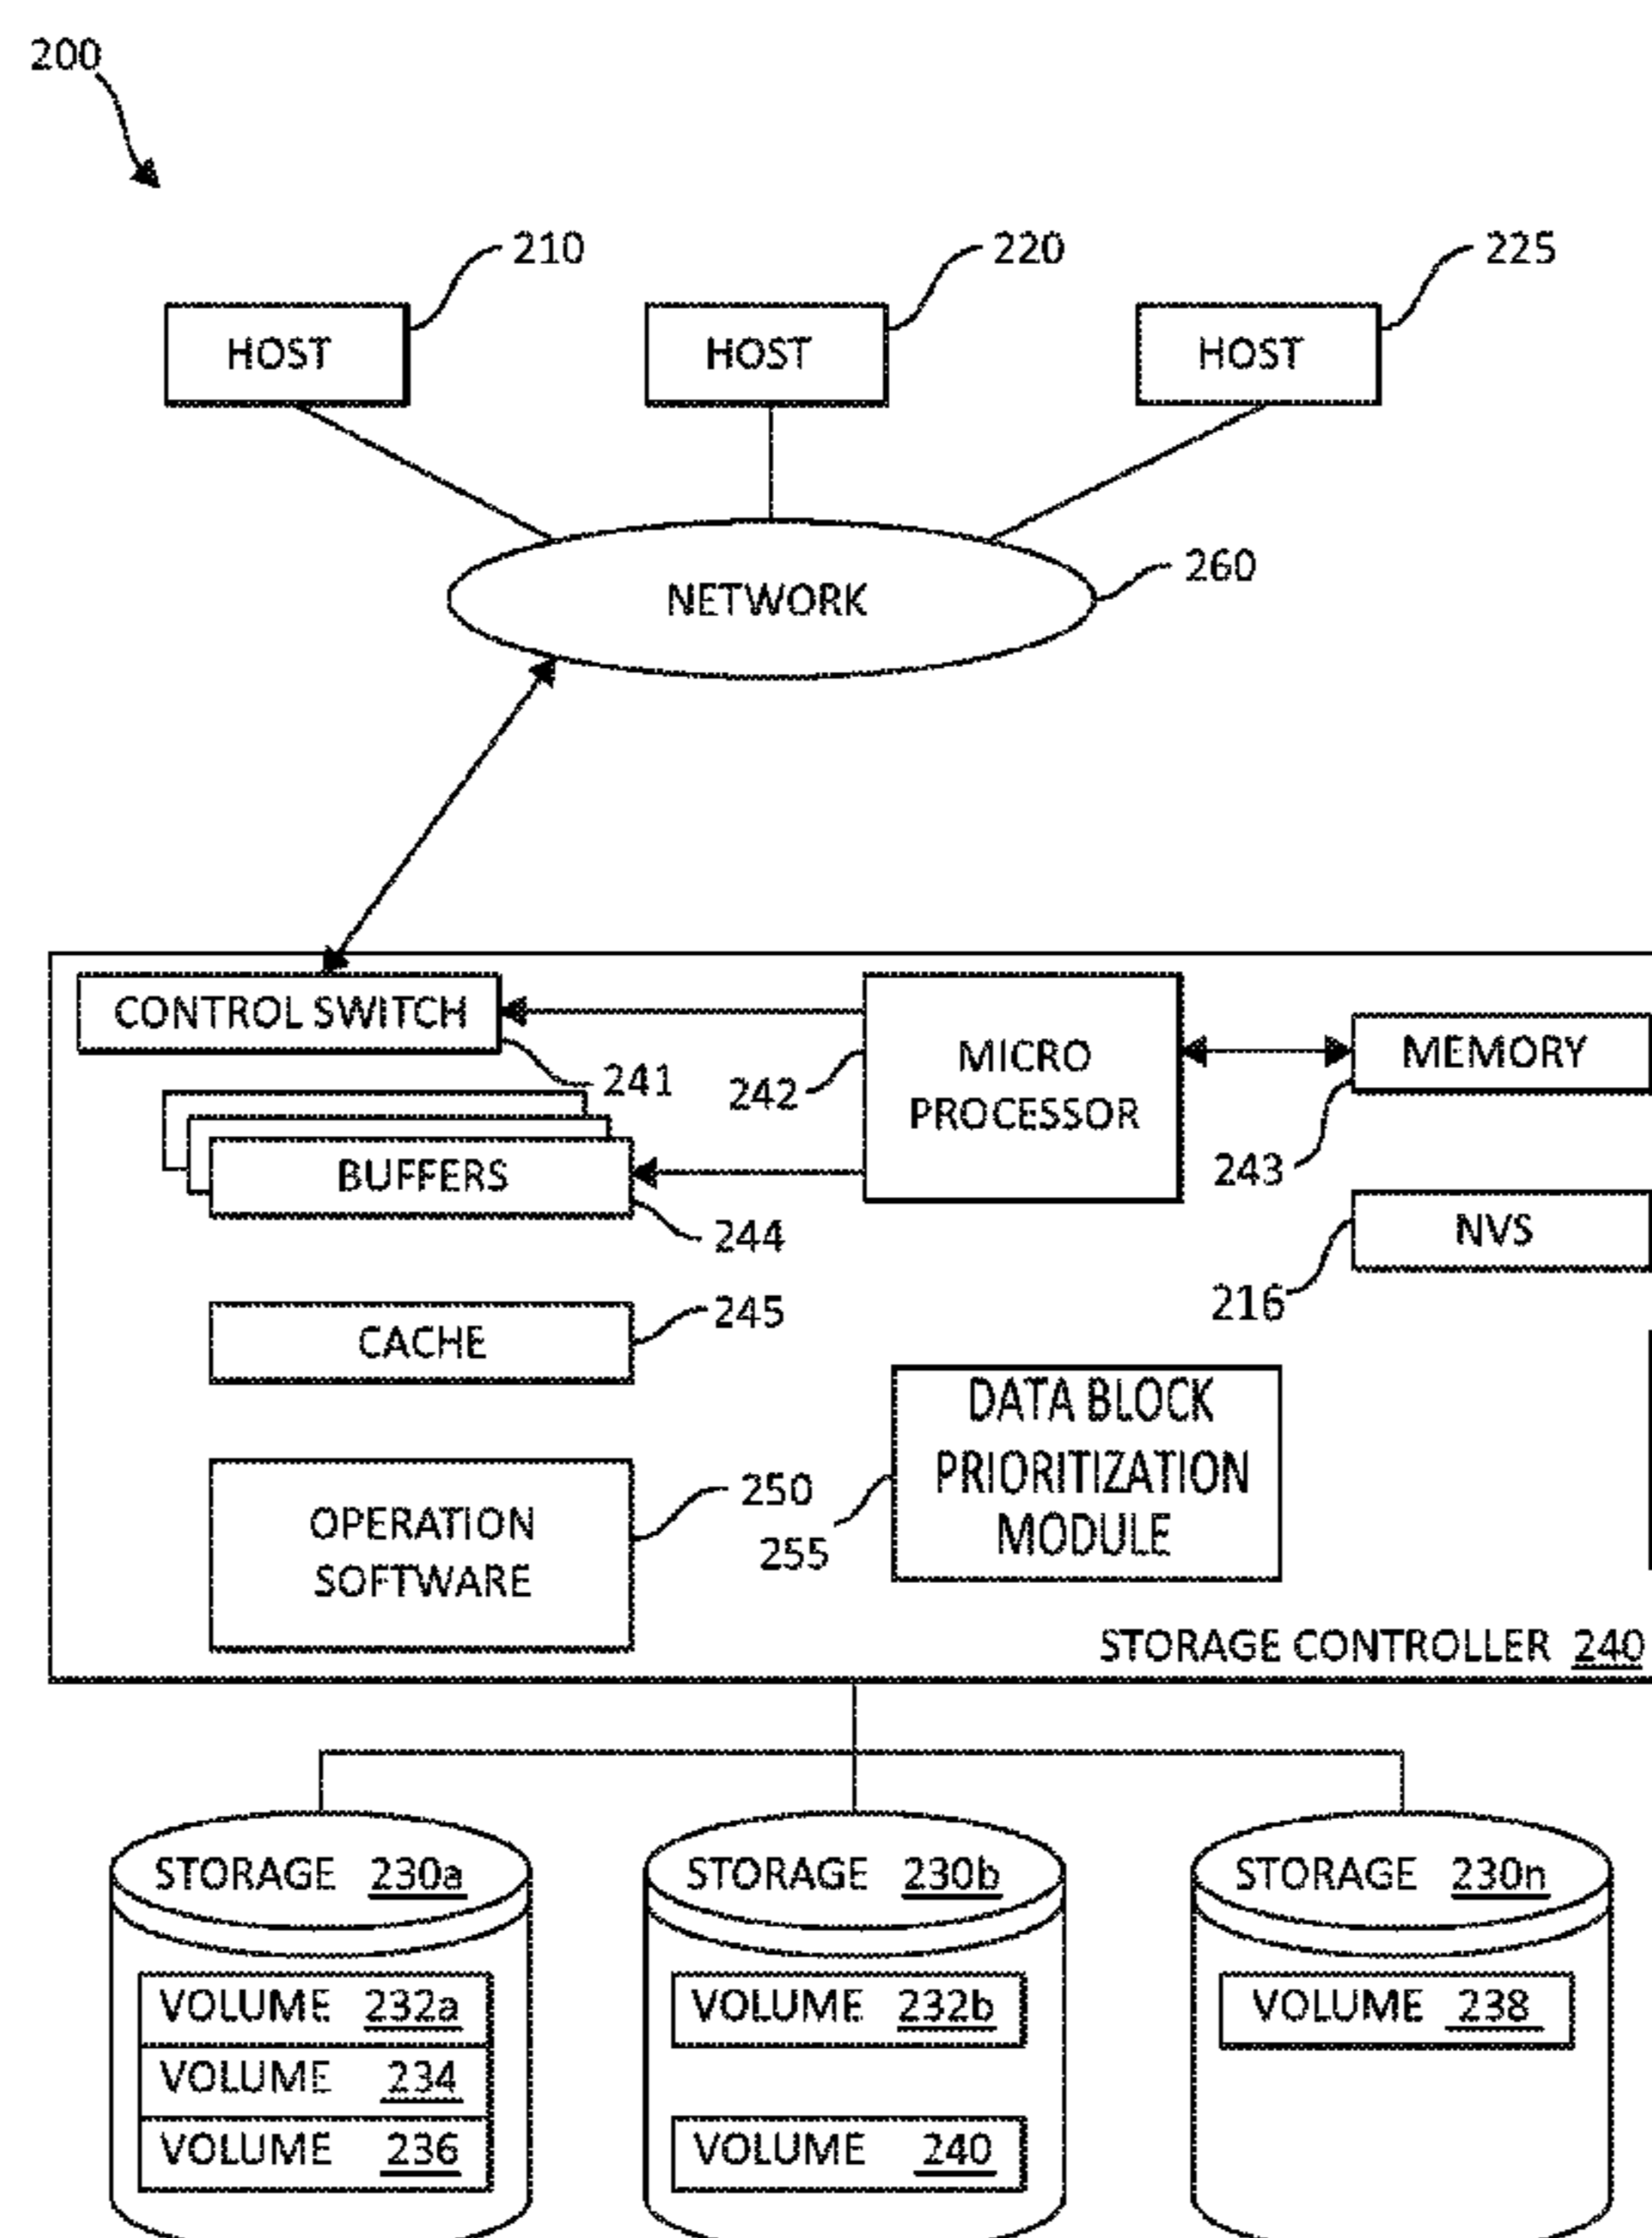 200
210
220
225
HOST
HOST
HOST
NETWORK
260
CONTROL SWITCH
241
242
MICRO
PROCESSOR
MEMORY
243
BUFFERS
244
NVS
216
CACHE
245
DATA BLOCK
PRIORITIZATION
MODULE
255
OPERATION
SOFTWARE
250
STORAGE CONTROLLER 240
STORAGE 230a
VOLUME 232a
VOLUME 234
VOLUME 236
STORAGE 230b
VOLUME 232b
VOLUME 240
STORAGE 230n
VOLUME 238